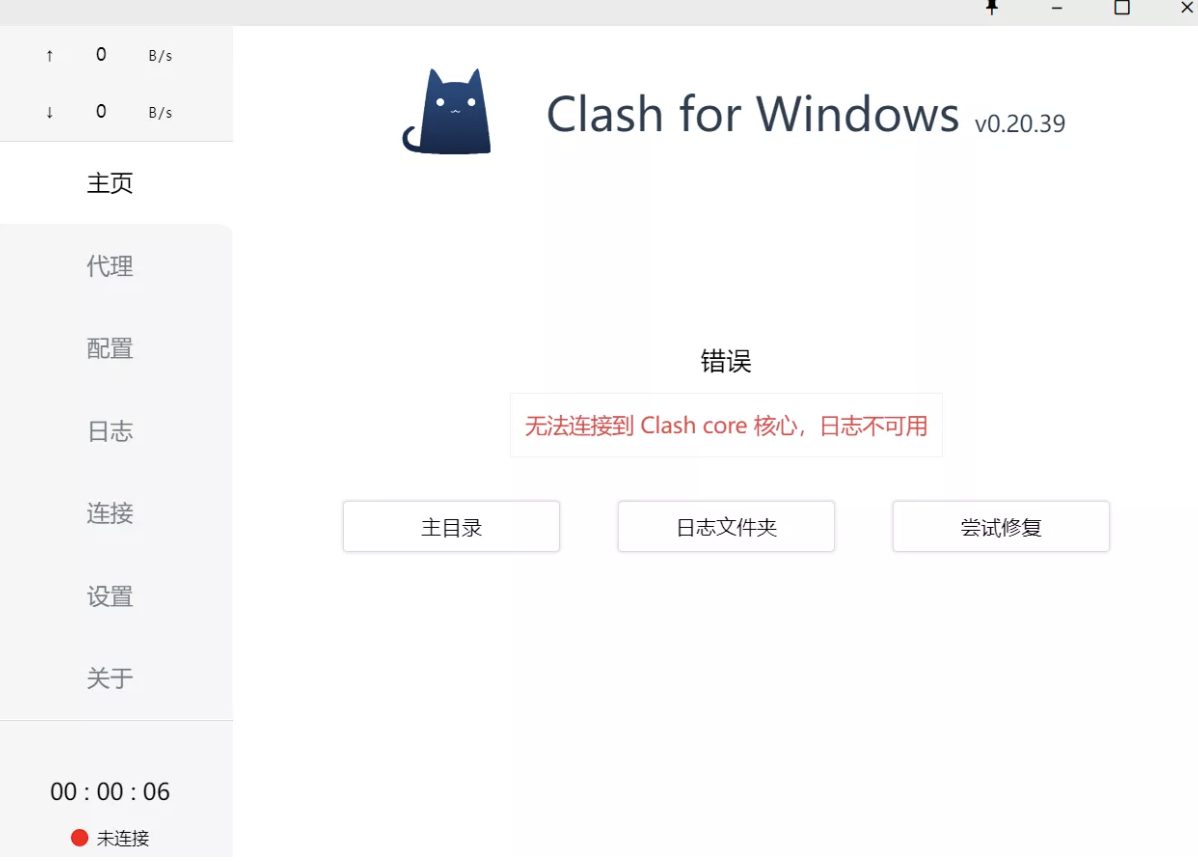 ↑ 0 B/s
↓ 0 B/s
主页
代理
配置
日志
连接
设置
关于
00 : 00 : 06
未连接
Clash for Windows v0.20.39
错误
无法连接到 Clash core 核心，日志不可用
主目录 日志文件夹 尝试修复